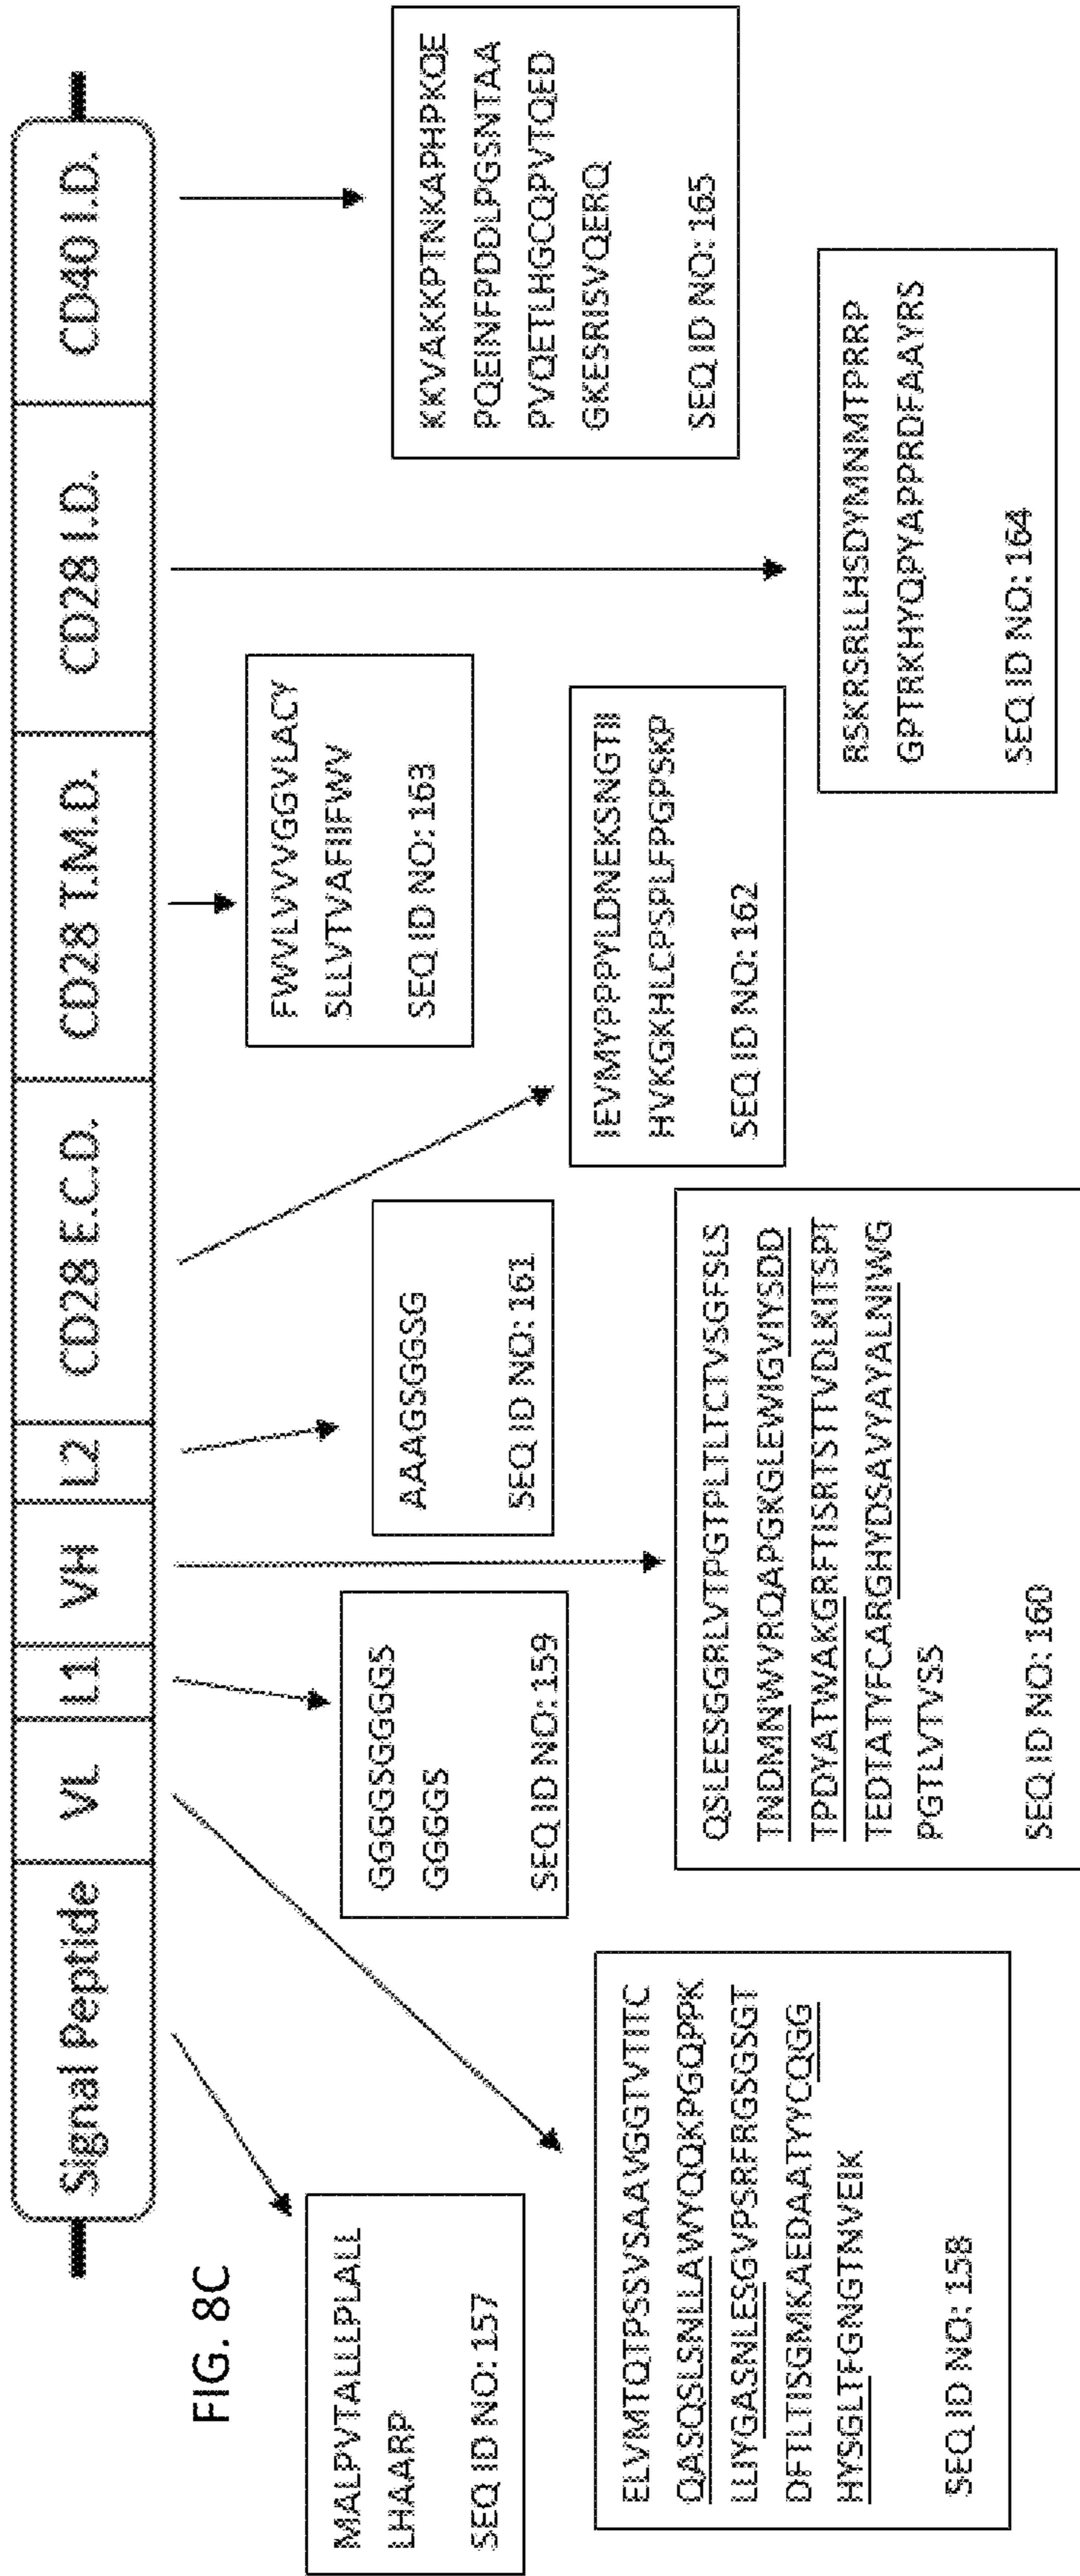 Signal Peptide
VL
L1
VH
L2
CD28 E.C.D.
CD28 T.M.D.
CD28 I.D.
CD40 I.D.
FIG. 8C
MALPVTALLLPLALL
LHAARP
SEQ ID NO: 157
ELVMTQTPSSVSAAVGGTVTITC
QASQSLSNLLAWYQQKPGQPPK
LLIYGASNLESGVPSRFRGSGSGT
DFTLTISGMKAEDAATYYCQGG
HYSGLTFGNGTNVEIK
SEQ ID NO: 158
GGGGSGGGGS
GGGGS
SEQ ID NO: 159
QSLEESGGRLVTPGTPLTLTCTVSGFSLS
TNDMNWVRQAPGKGLEWIGVIYSDD
TPDYATWAKGRFTISRTSTTVDLKITSPT
TEDTATYFCARGHYDSAVYAYALNIWG
PGTLVTVSS
SEQ ID NO: 160
AAAGSGGSG
SEQ ID NO: 161
IEVMYPPPYLDNEKSNGTIII
HVKGKHLCPSPLFPGPSKP
SEQ ID NO: 162
FWVLVVVGGVLACY
SLLVTVAFIIFWV
SEQ ID NO: 163
RSKRSRLLHSDYMNMTPRRP
GPTRKHYQPYAPPRDFAAYRS
SEQ ID NO: 164
KKVAKKPTNKAPHPKQE
PQEINFPDDLPGSNTAA
PVQETLHGCQPVTQED
GKESRISVQERQ
SEQ ID NO: 165